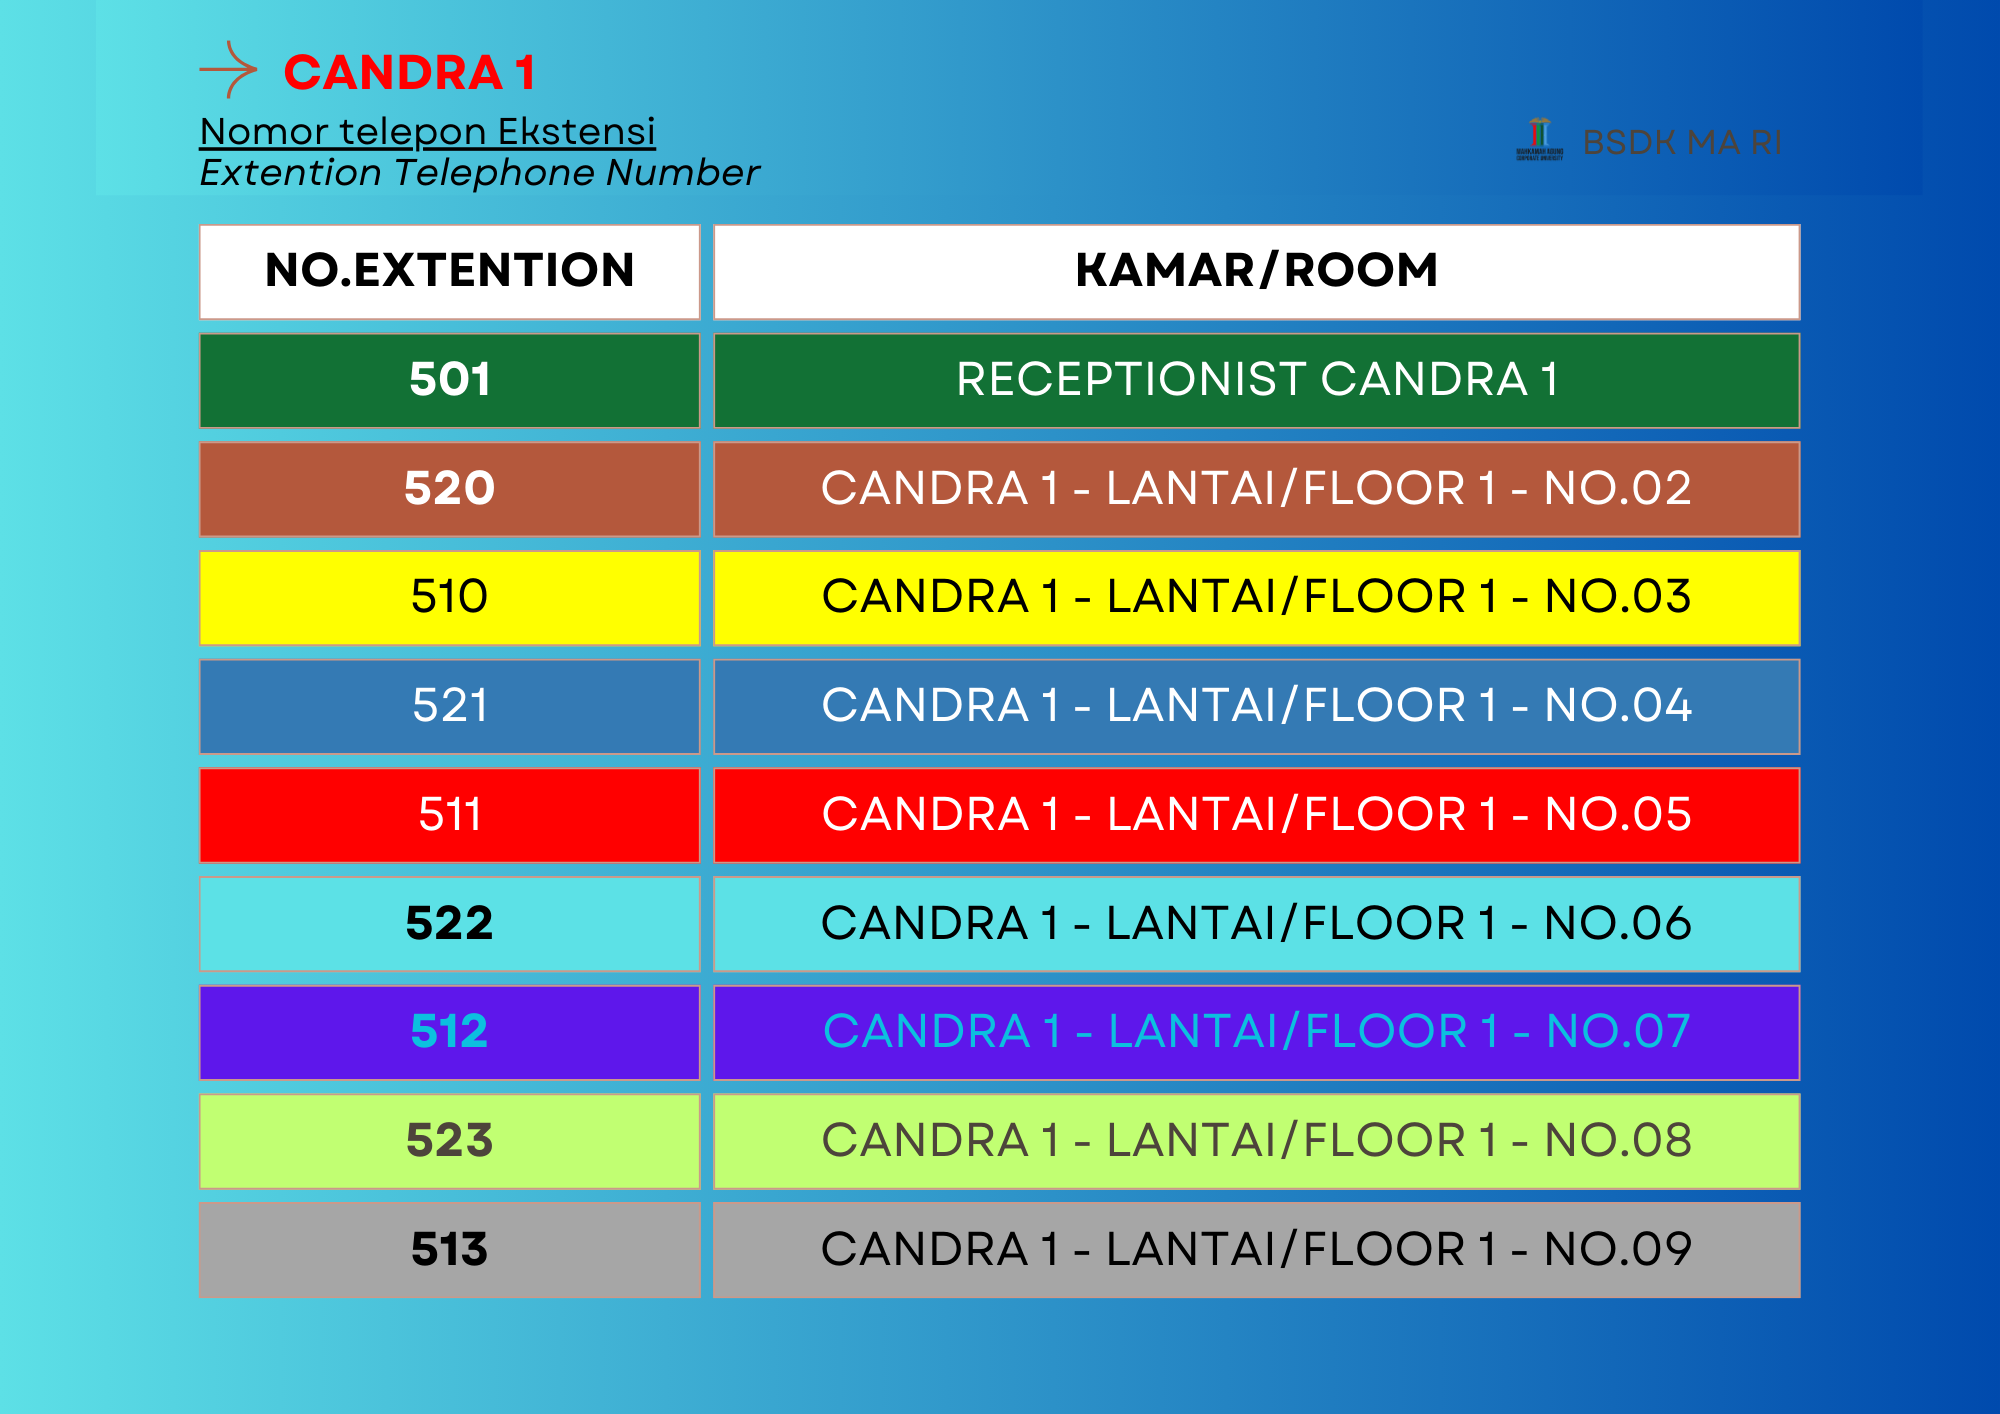 CANDRA 1
Nomor telepon Ekstensi
Extention Telephone Number
MAHKAMAH AGUNG
CORPORATE UNIVERSITY
BSDK MA RI
NO.EXTENTION KAMAR/ROOM
501 RECEPTIONIST CANDRA 1
520 CANDRA 1 - LANTAI/FLOOR 1 - NO.02
510 CANDRA 1 - LANTAI/FLOOR 1 - NO.03
521 CANDRA 1 - LANTAI/FLOOR 1 - NO.04
511 CANDRA 1 - LANTAI/FLOOR 1 - NO.05
522 CANDRA 1 - LANTAI/FLOOR 1 - NO.06
512 CANDRA 1 - LANTAI/FLOOR 1 - NO.07
523 CANDRA 1 - LANTAI/FLOOR 1 - NO.08
513 CANDRA 1 - LANTAI/FLOOR 1 - NO.09